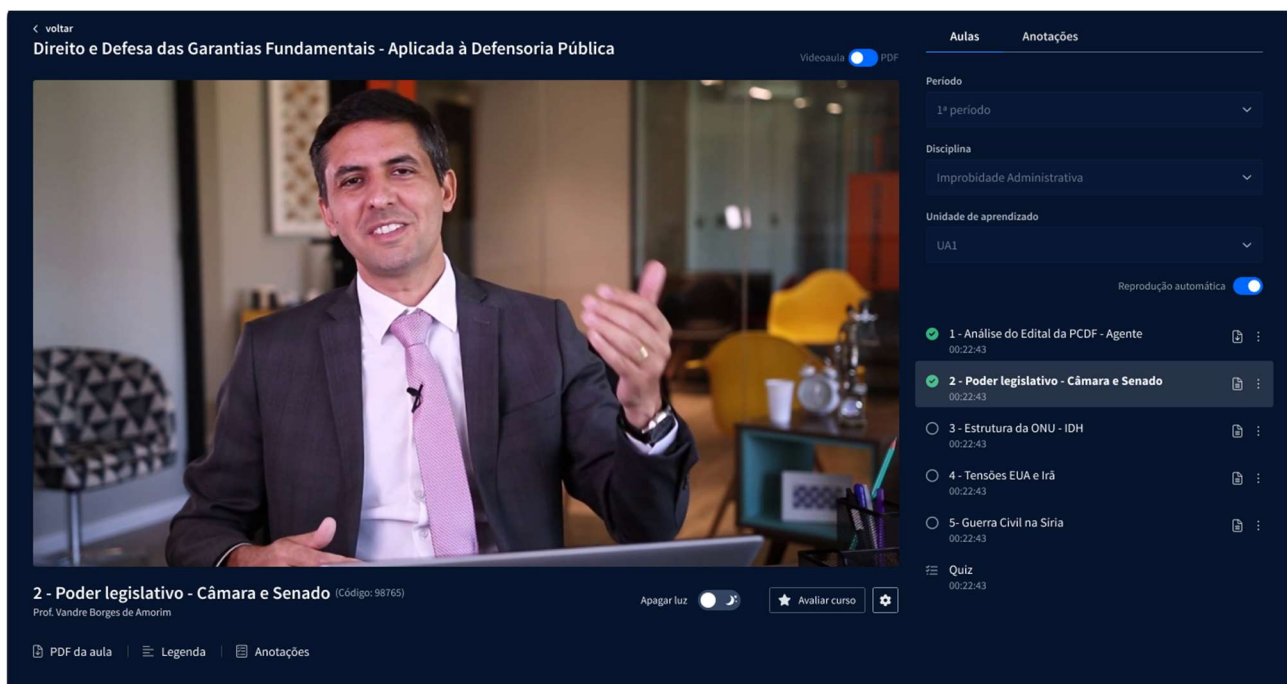 voltar
Direito e Defesa das Garantias Fundamentais - Aplicada à Defensoria Pública
Videoaula PDF
2 - Poder legislativo - Câmara e Senado (Código: 98765)
Prof. Vandre Borges de Amorim
Apagar luz
Avaliar curso
PDF da aula
Legenda
Anotações
Aulas
Anotações
Período
1ª período
Disciplina
Improbidade Administrativa
Unidade de aprendizado
UA1
Reprodução automática
1 - Análise do Edital da PCDF - Agente
00:22:43
2 - Poder legislativo - Câmara e Senado
00:22:43
3 - Estrutura da ONU - IDH
00:22:43
4 - Tensões EUA e Irã
00:22:43
5- Guerra Civil na Síria
00:22:43
Quiz
00:22:43